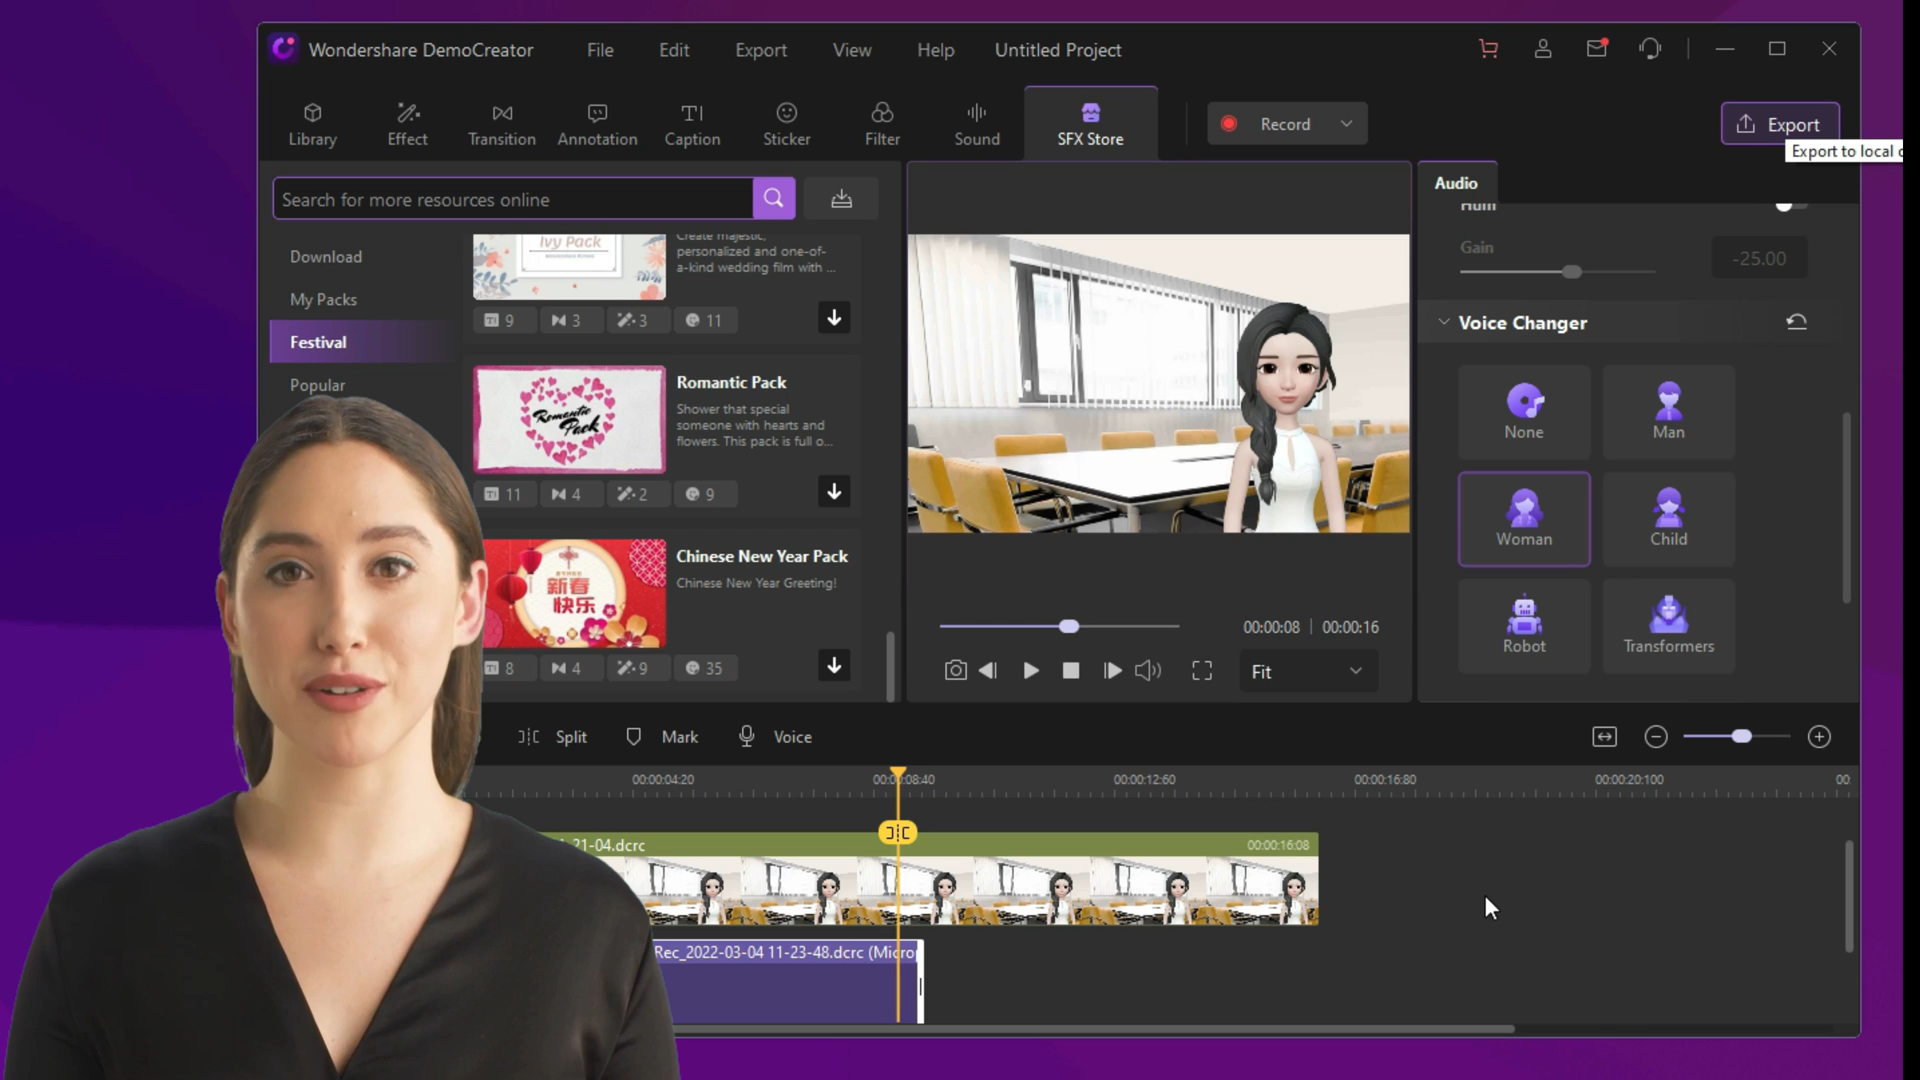 Wondershare DemoCreator File Edit Export View Help Untitled Project
Library Effect Transition Annotation Caption Sticker Filter Sound SFX Store
Record
Export
Export to local
Search for more resources online
Audio
Download
My Packs
Festival
Popular
Ivy Pack
Create majestic,
personalized and one-of-
a-kind wedding film with ...
9 3 3 11
Romantic Pack
Romantic Pack
Shower that special
someone with hearts and
flowers. This pack is full o...
11 4 2 9
新春
快乐
Chinese New Year Pack
Chinese New Year Greeting!
8 4 9 35
00:00:08 | 00:00:16
Fit
Hum
Gain
-25.00
Voice Changer
None Man
Woman Child
Robot Transformers
Split Mark Voice
00:00:04:20 00:00:08:40 00:00:12:60 00:00:16:80 00:00:20:100 00
21-04.dcrc 00:00:16:08
Rec_2022-03-04 11-23-48.dcrc (Micro